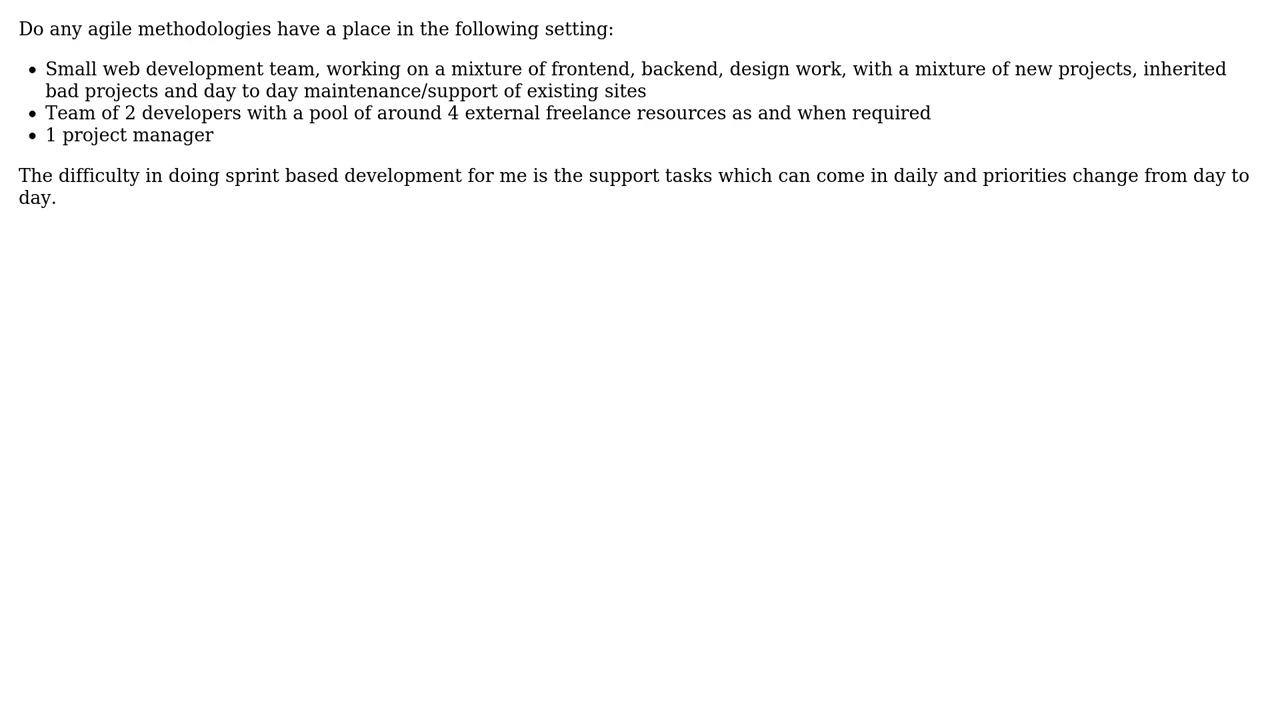 Do any agile methodologies have a place in the following setting:
• Small web development team, working on a mixture of frontend, backend, design work, with a mixture of new projects, inherited
bad projects and day to day maintenance/support of existing sites
• Team of 2 developers with a pool of around 4 external freelance resources as and when required
• 1 project manager
The difficulty in doing sprint based development for me is the support tasks which can come in daily and priorities change from day to
day.